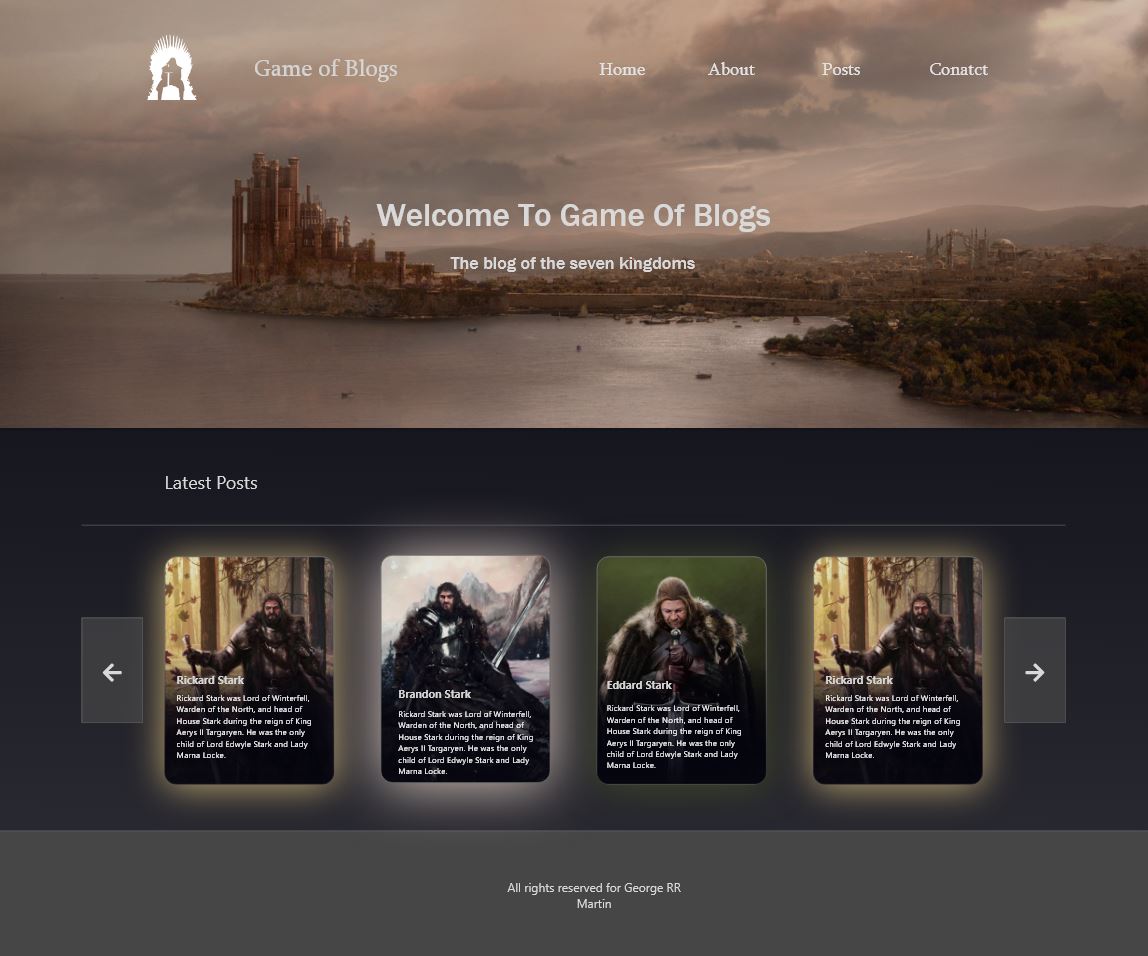 Game of Blogs
Home
About
Posts
Conatct
Welcome To Game Of Blogs
The blog of the seven kingdoms
Latest Posts
Rickard Stark
Rickard Stark was Lord of Winterfell,
Warden of the North, and head of
House Stark during the reign of King
Aerys II Targaryen. He was the only
child of Lord Edwyle Stark and Lady
Marna Locke.
Brandon Stark
Rickard Stark was Lord of Winterfell,
Warden of the North, and head of
House Stark during the reign of King
Aerys II Targaryen. He was the only
child of Lord Edwyle Stark and Lady
Marna Locke.
Eddard Stark
Rickard Stark was Lord of Winterfell,
Warden of the North, and head of
House Stark during the reign of King
Aerys II Targaryen. He was the only
child of Lord Edwyle Stark and Lady
Marna Locke.
Rickard Stark
Rickard Stark was Lord of Winterfell,
Warden of the North, and head of
House Stark during the reign of King
Aerys II Targaryen. He was the only
child of Lord Edwyle Stark and Lady
Marna Locke.
All rights reserved for George RR
Martin